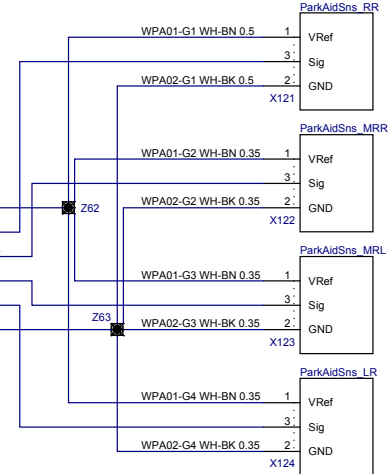 ParkAidSns_RR
WPA01-G1 WH-BN 0.5 1 VRef
3 Sig
WPA02-G1 WH-BK 0.5 2 GND
X121
ParkAidSns_MRR
WPA01-G2 WH-BN 0.35 1 VRef
3 Sig
WPA02-G2 WH-BK 0.35 2 GND
Z62
X122
ParkAidSns_MRL
WPA01-G3 WH-BN 0.35 1 VRef
3 Sig
Z63 WPA02-G3 WH-BK 0.35 2 GND
X123
ParkAidSns_LR
WPA01-G4 WH-BN 0.35 1 VRef
3 Sig
WPA02-G4 WH-BK 0.35 2 GND
X124